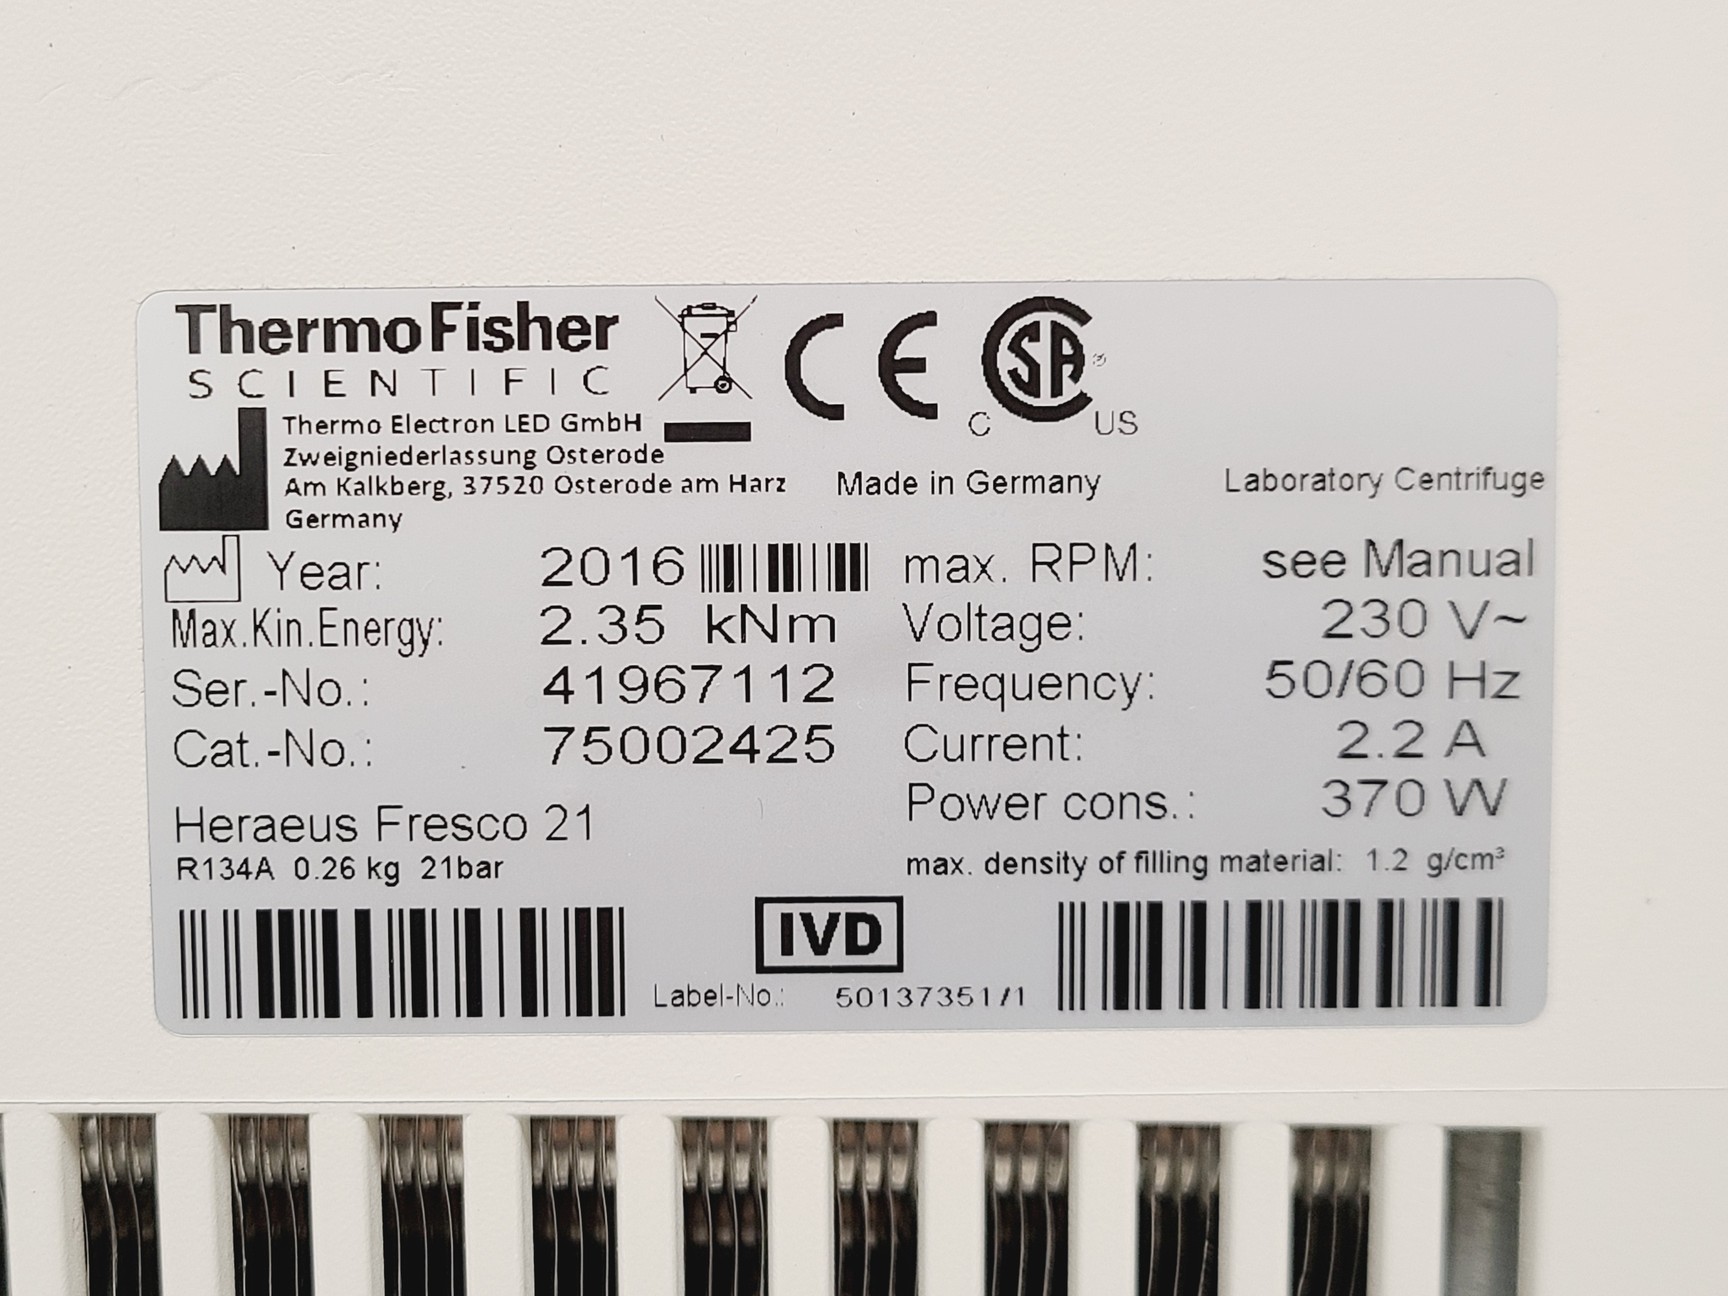 ThermoFisher
SCIENTIFIC
CE
CSA®
C US
Thermo Electron LED GmbH
Zweigniederlassung Osterode
Am Kalkberg, 37520 Osterode am Harz
Germany
Made in Germany
Laboratory Centrifuge
Year: 2016
Max.Kin.Energy: 2.35 kNm
Ser.-No.: 41967112
Cat.-No.: 75002425
Heraeus Fresco 21
R134A 0.26 kg 21bar
max. RPM: see Manual
Voltage: 230 V~
Frequency: 50/60 Hz
Current: 2.2 A
Power cons.: 370 W
max. density of filling material: 1.2 g/cm³
IVD
Label-No.: 50137351/1